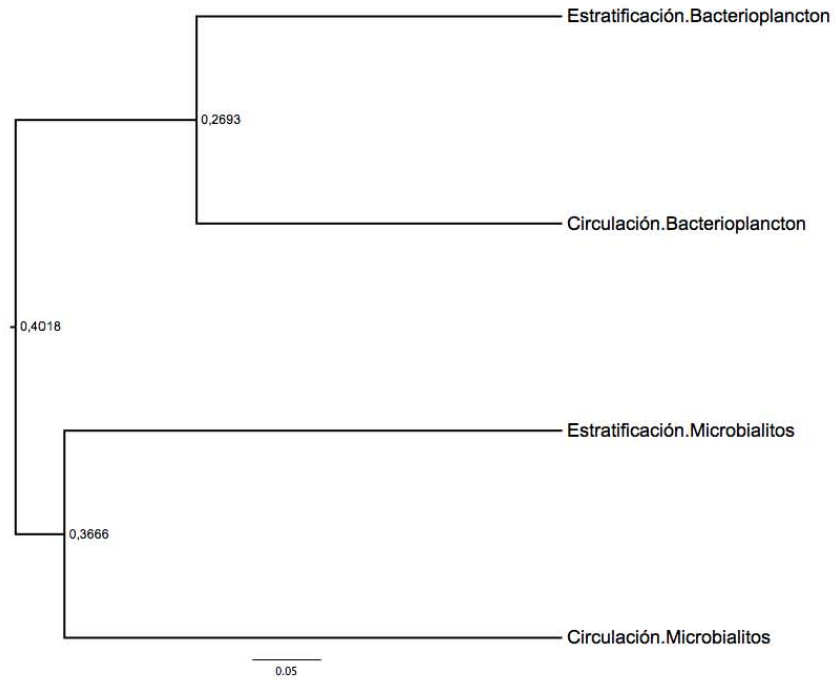 Estratificación.Bacterioplancton
0,2693
Circulación.Bacterioplancton
0,4018
Estratificación.Microbialitos
0,3666
Circulación.Microbialitos
0.05